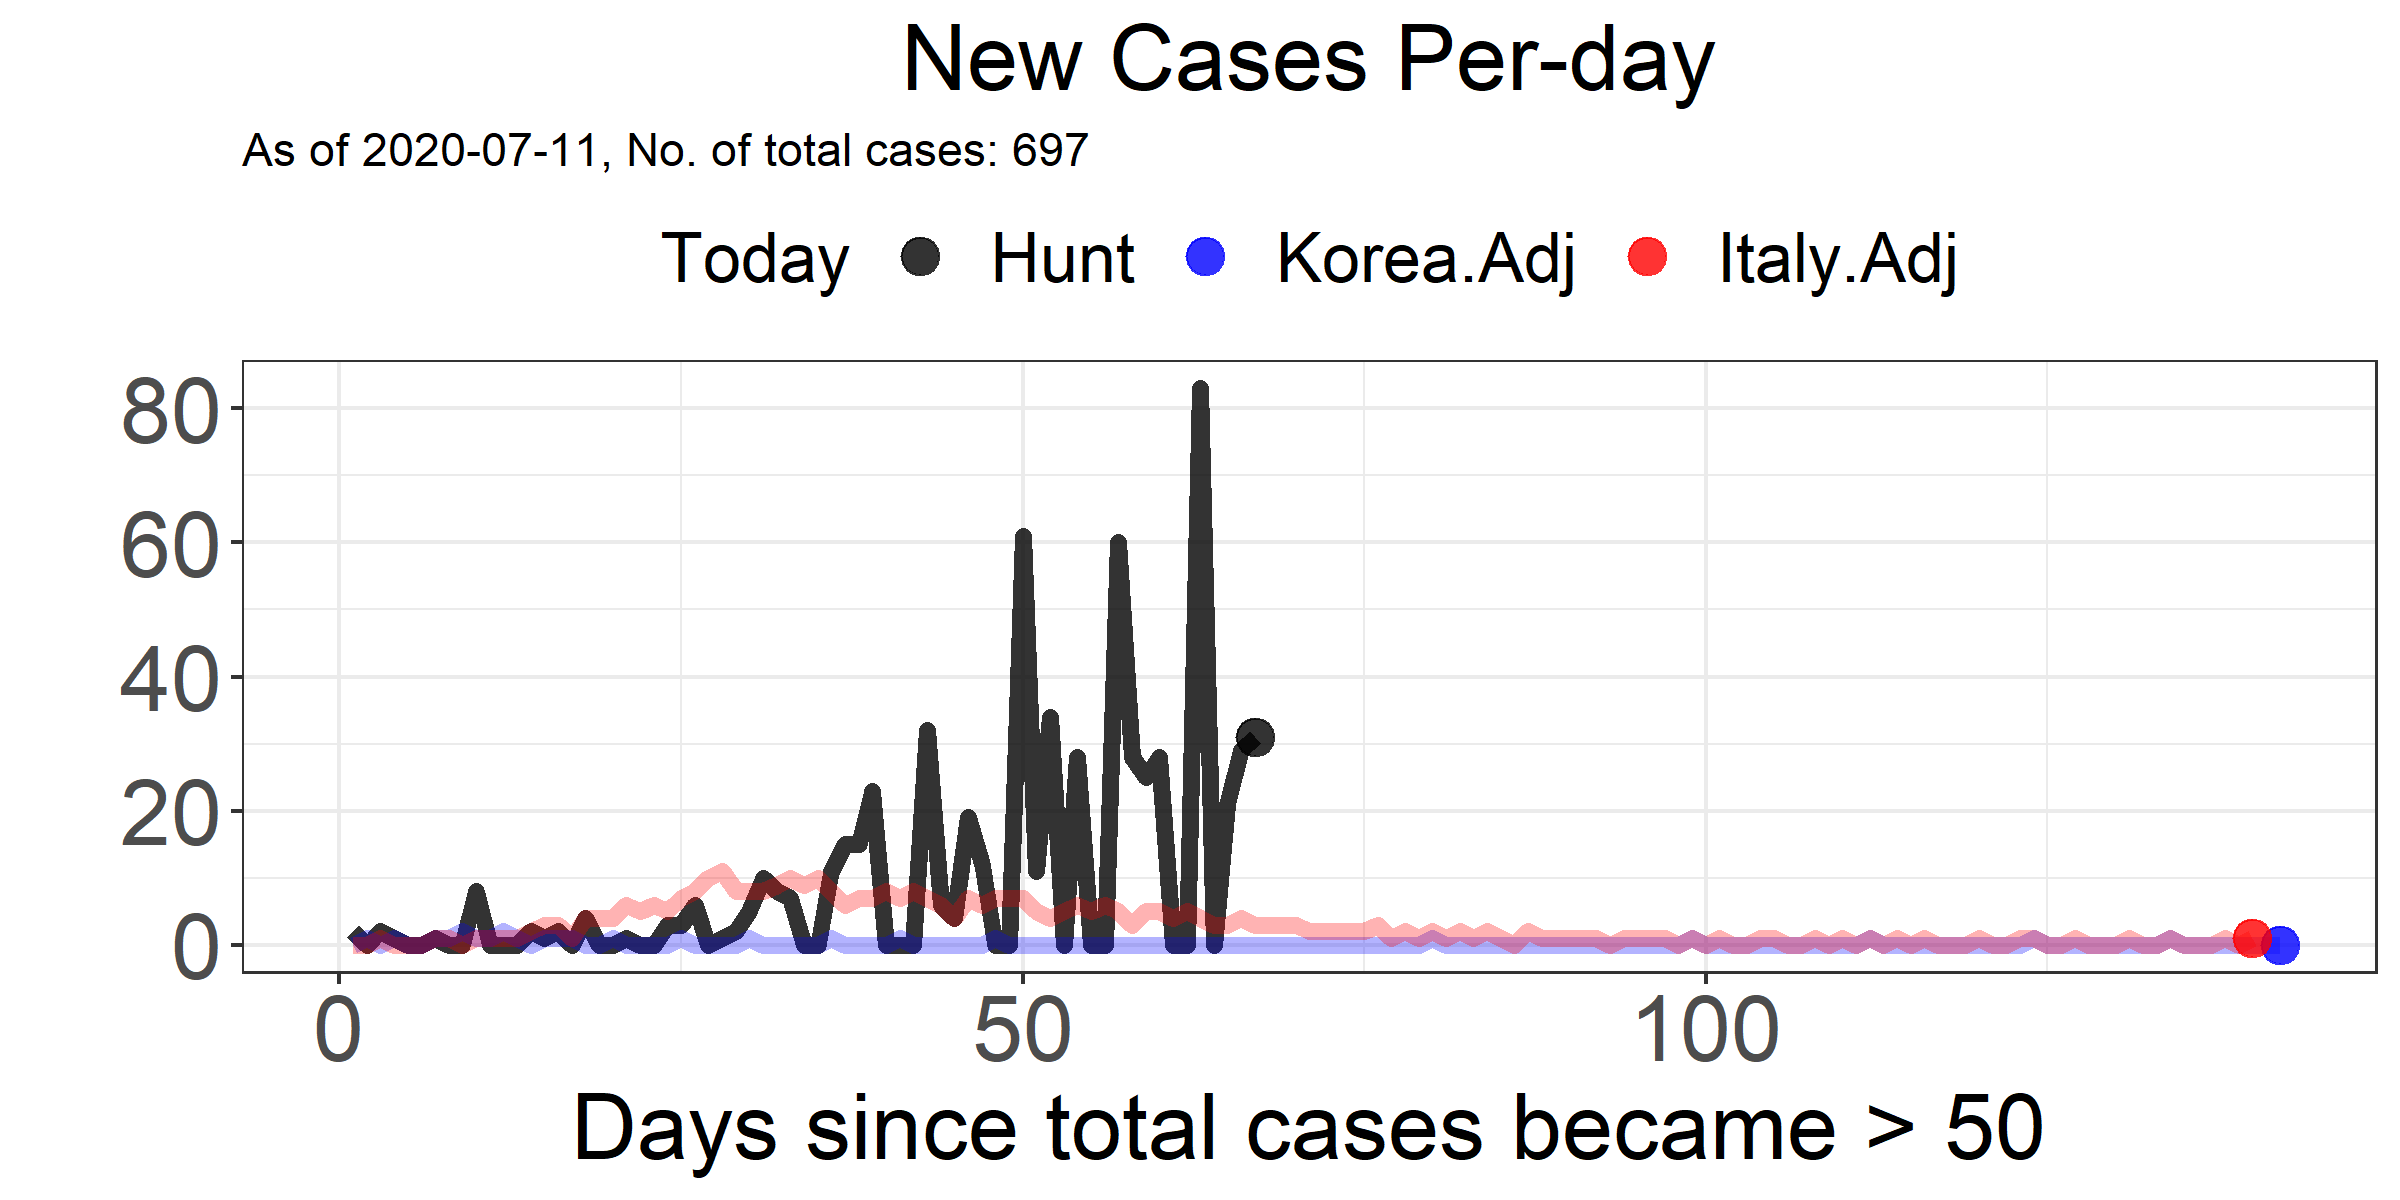 New Cases Per-day
As of 2020-07-11, No. of total cases: 697
Today Hunt Korea.Adj Italy.Adj
80
60
40
20
0
0 50 100
Days since total cases became > 50